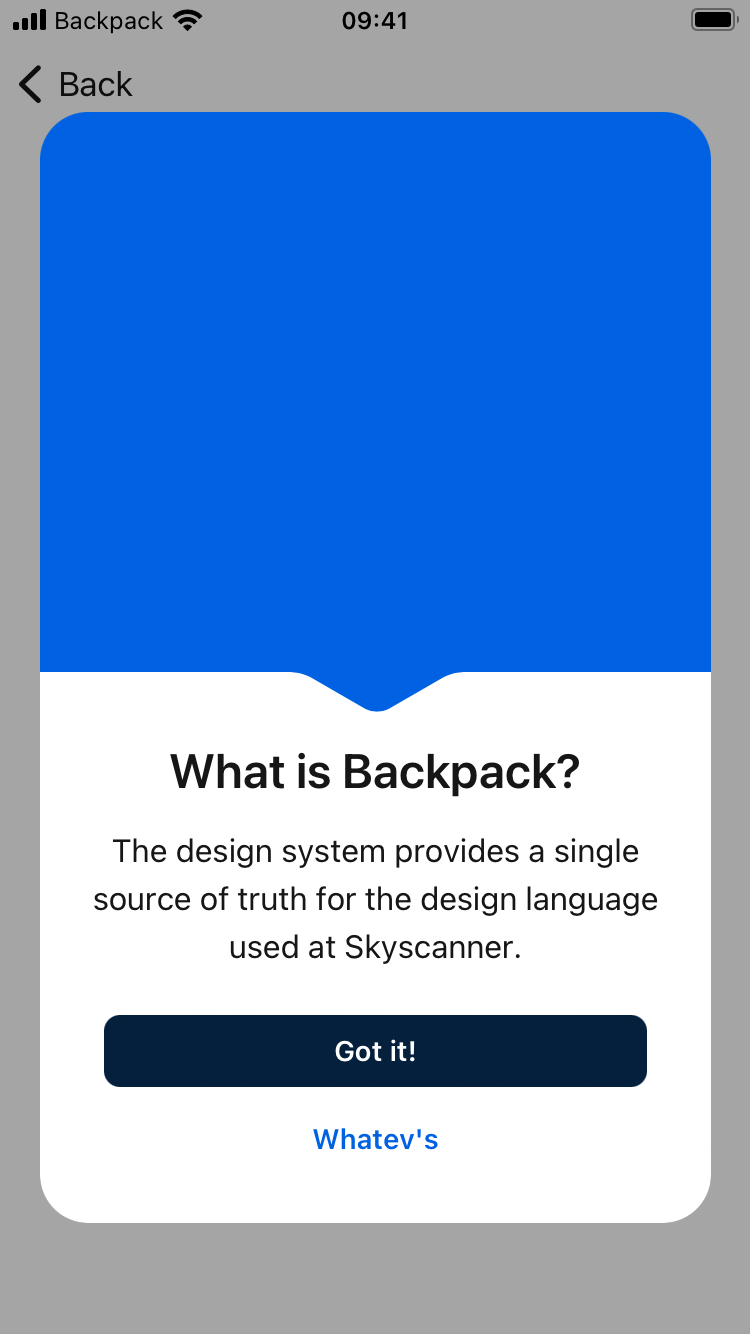 Backpack 09:41
Back
What is Backpack?
The design system provides a single
source of truth for the design language
used at Skyscanner.
Got it!
Whatev's